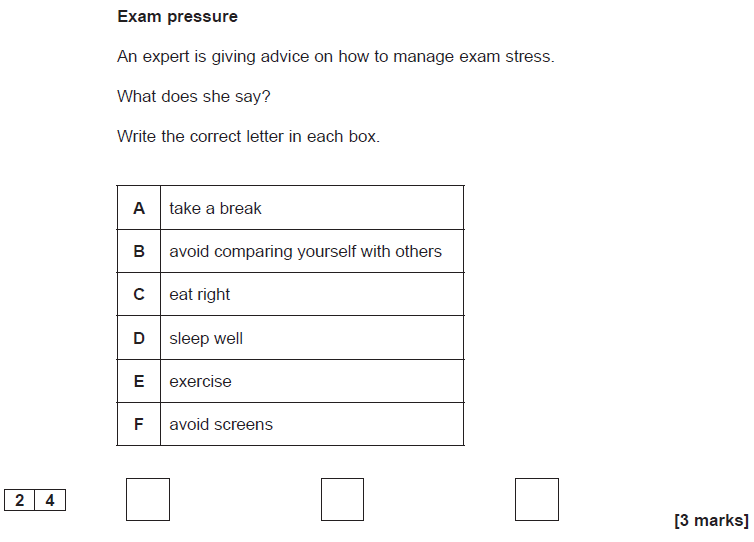 Exam pressure
An expert is giving advice on how to manage exam stress.
What does she say?
Write the correct letter in each box.
A take a break
B avoid comparing yourself with others
C eat right
D sleep well
E exercise
F avoid screens
2 4
[3 marks]